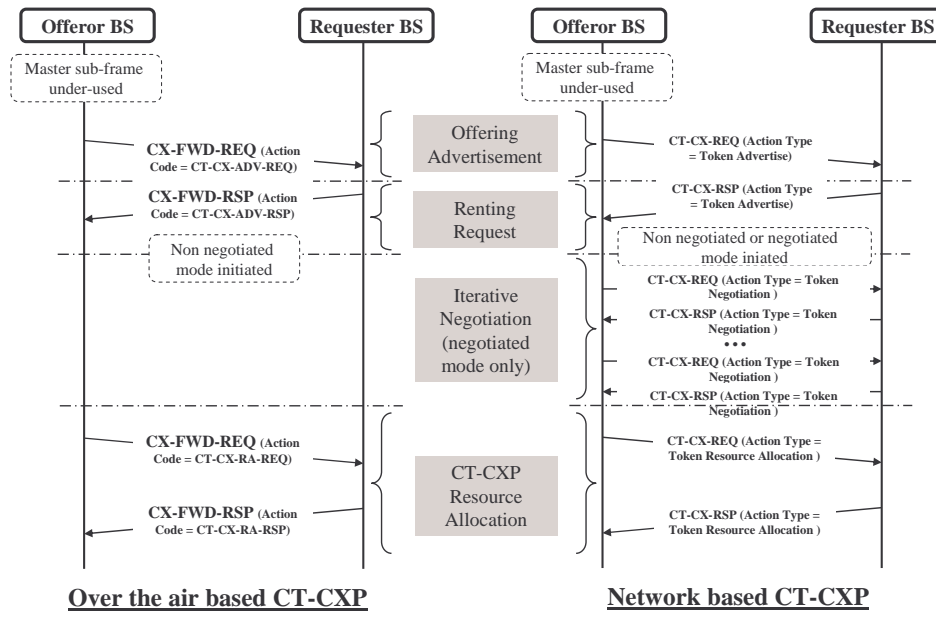 Offeror BS
Requester BS
Offeror BS
Requester BS
Master sub-frame
under-used
Master sub-frame
under-used
CX-FWD-REQ (Action
Code = CT-CX-ADV-REQ)
Offering
Advertisement
CT-CX-REQ (Action Type
= Token Advertise)
CX-FWD-RSP (Action
Code = CT-CX-ADV-RSP)
Renting
Request
CT-CX-RSP (Action Type
= Token Advertise)
Non negotiated
mode initiated
Non negotiated or negotiated
mode iniated
Iterative
Negotiation
(negotiated
mode only)
CT-CX-REQ (Action Type = Token
Negotiation )
CT-CX-RSP (Action Type = Token
Negotiation )
•••
CT-CX-REQ (Action Type = Token
Negotiation )
CT-CX-RSP (Action Type = Token
Negotiation )
CX-FWD-REQ (Action
Code = CT-CX-RA-REQ)
CT-CXP
Resource
Allocation
CT-CX-REQ (Action Type =
Token Resource Allocation )
CX-FWD-RSP (Action
Code = CT-CX-RA-RSP)
CT-CX-RSP (Action Type =
Token Resource Allocation )
Over the air based CT-CXP
Network based CT-CXP